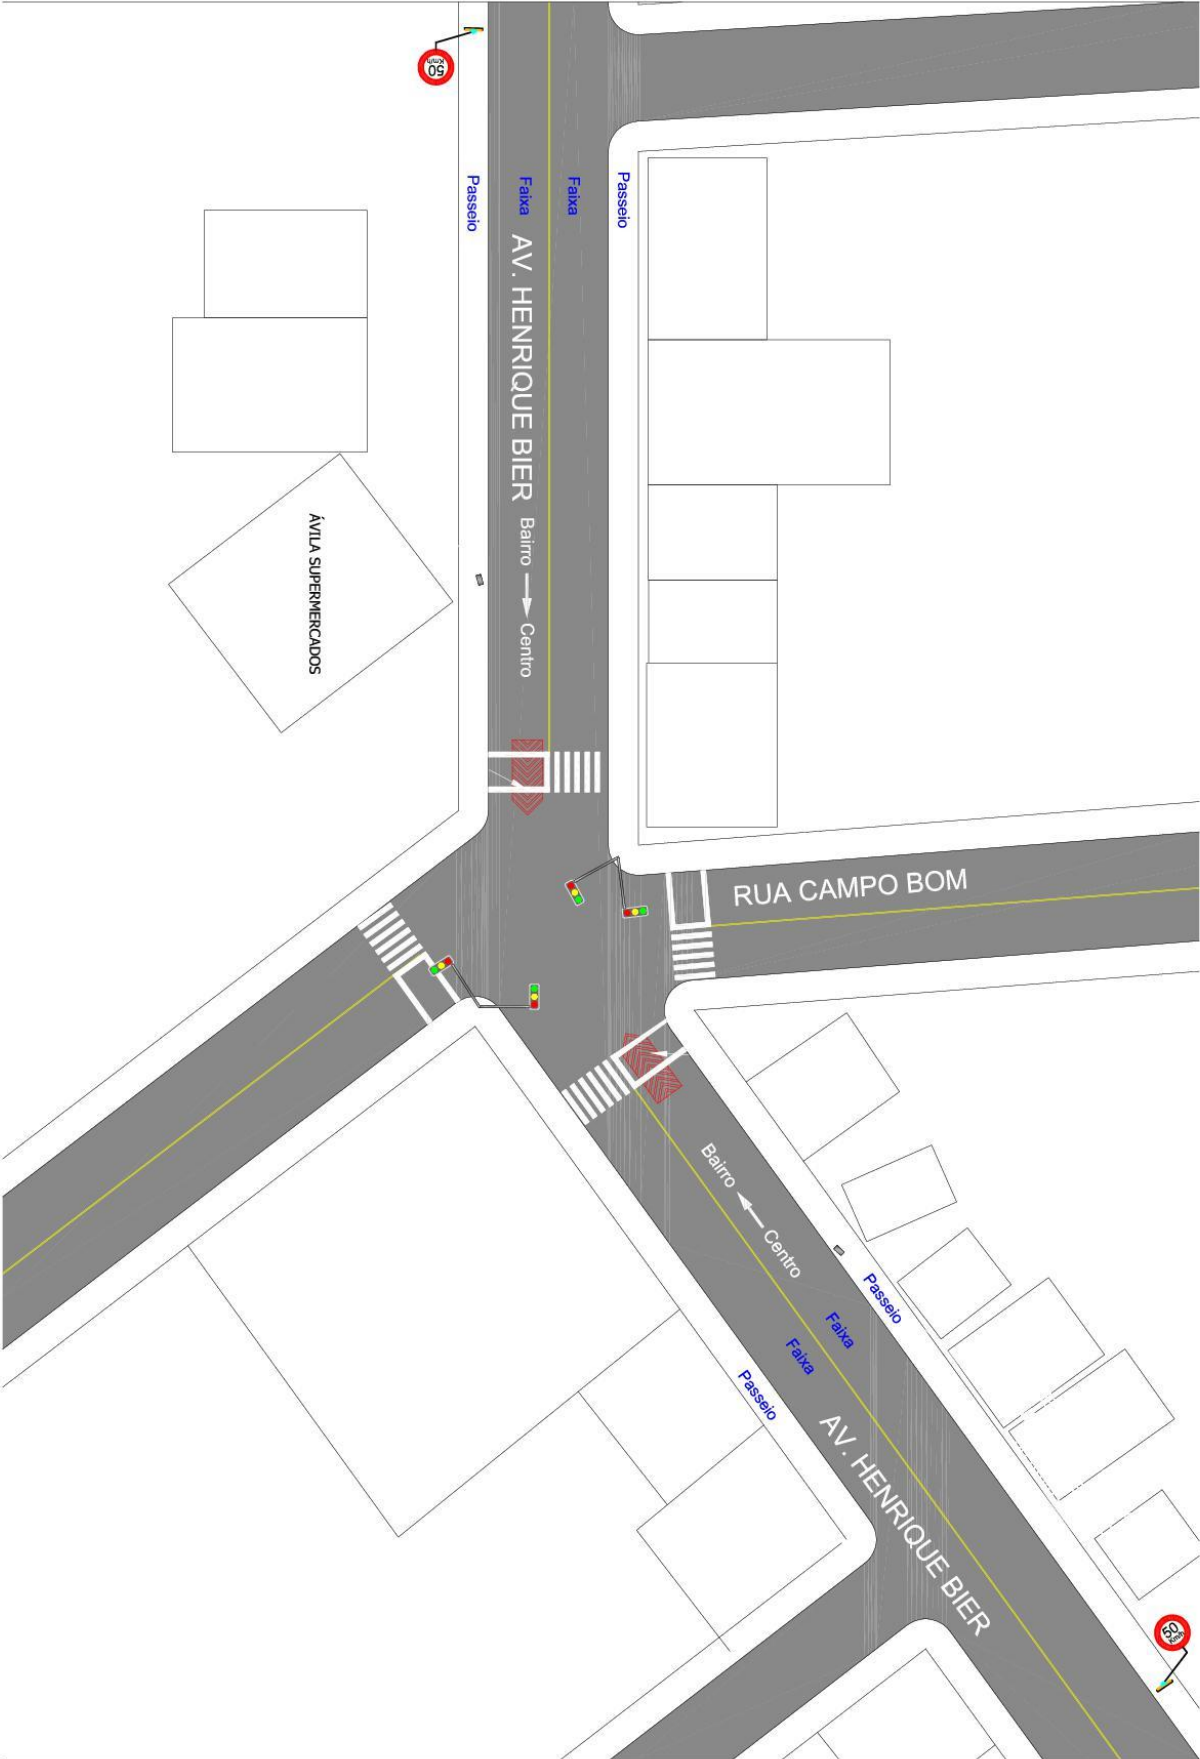 50
Km/h
Passeio
Faixa
Faixa
Passeio
AV. HENRIQUE BIER
Bairro
Centro
ÁVILA SUPERMERCADOS
RUA CAMPO BOM
Bairro
Centro
Passeio
Faixa
Faixa
Passeio
AV. HENRIQUE BIER
50
Km/h